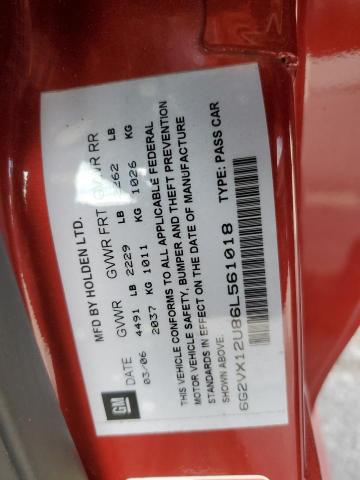 GM
MFD BY HOLDEN LTD.
DATE GVWR GVWR FRT GVWR RR
03/06 4491 LB 2229 LB 2262 LB
2037 KG 1011 KG 1026 KG
THIS VEHICLE CONFORMS TO ALL APPLICABLE FEDERAL
MOTOR VEHICLE SAFETY, BUMPER AND THEFT PREVENTION
STANDARDS IN EFFECT ON THE DATE OF MANUFACTURE
SHOWN ABOVE.
6G2VX12U86L561018 TYPE: PASS CAR